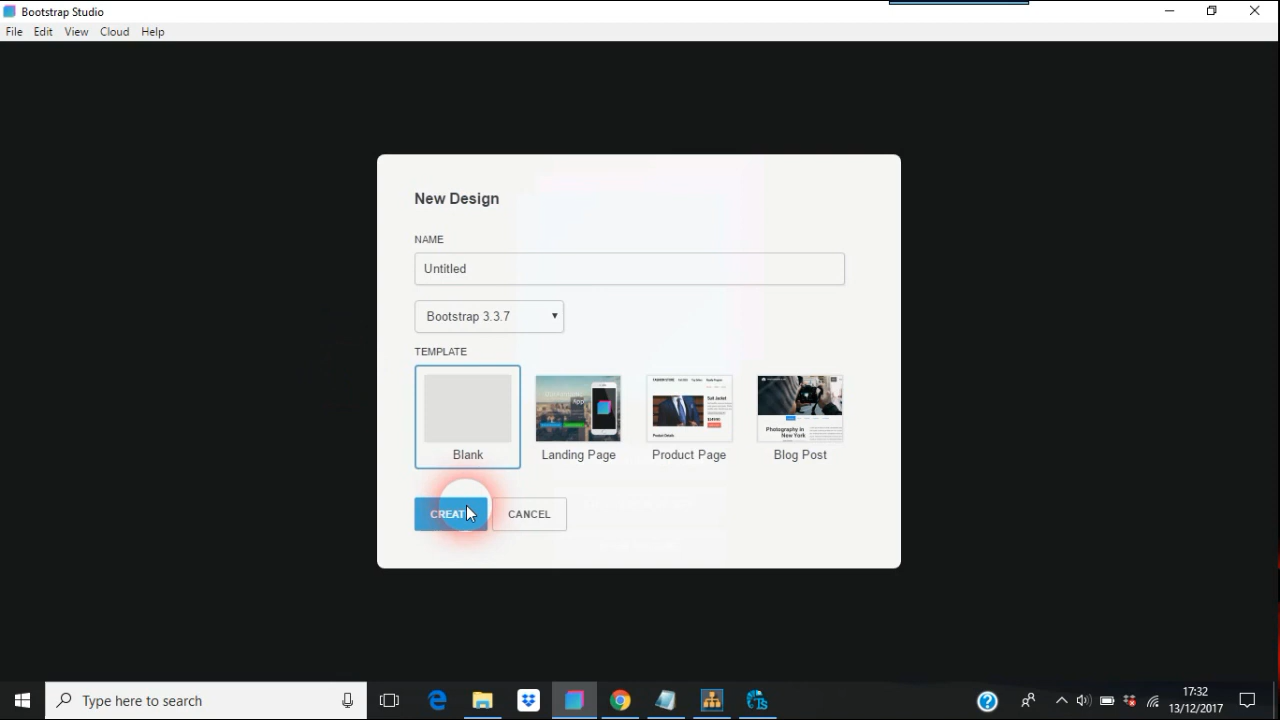 Bootstrap Studio
File Edit View Cloud Help
New Design
NAME
Untitled
Bootstrap 3.3.7
TEMPLATE
Blank Landing Page Product Page Blog Post
CANCEL
Type here to search
17:32
13/12/2017